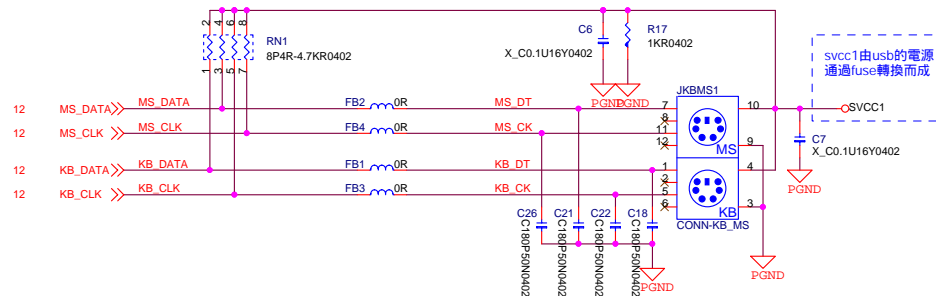 2 4 6 8
RN1
8P4R-4.7KR0402
1 3 5 7
C6
X_C0.1U16Y0402
R17
1KR0402
PGND
PGND
svcc1由usb的電源
通過fuse轉換而成
12 MS_DATA MS_DATA FB2 0R MS_DT
12 MS_CLK MS_CLK FB4 0R MS_CK
12 KB_DATA KB_DATA FB1 0R KB_DT
12 KB_CLK KB_CLK FB3 0R KB_CK
JKBMS1
7 10
8
11
12 MS 9
1 4
2
5
6 KB 3
CONN-KB_MS
SVCC1
C7
X_C0.1U16Y0402
PGND
C26 C21 C22 C18
C180P50N0402
C180P50N0402
C180P50N0402
C180P50N0402
PGND
PGND